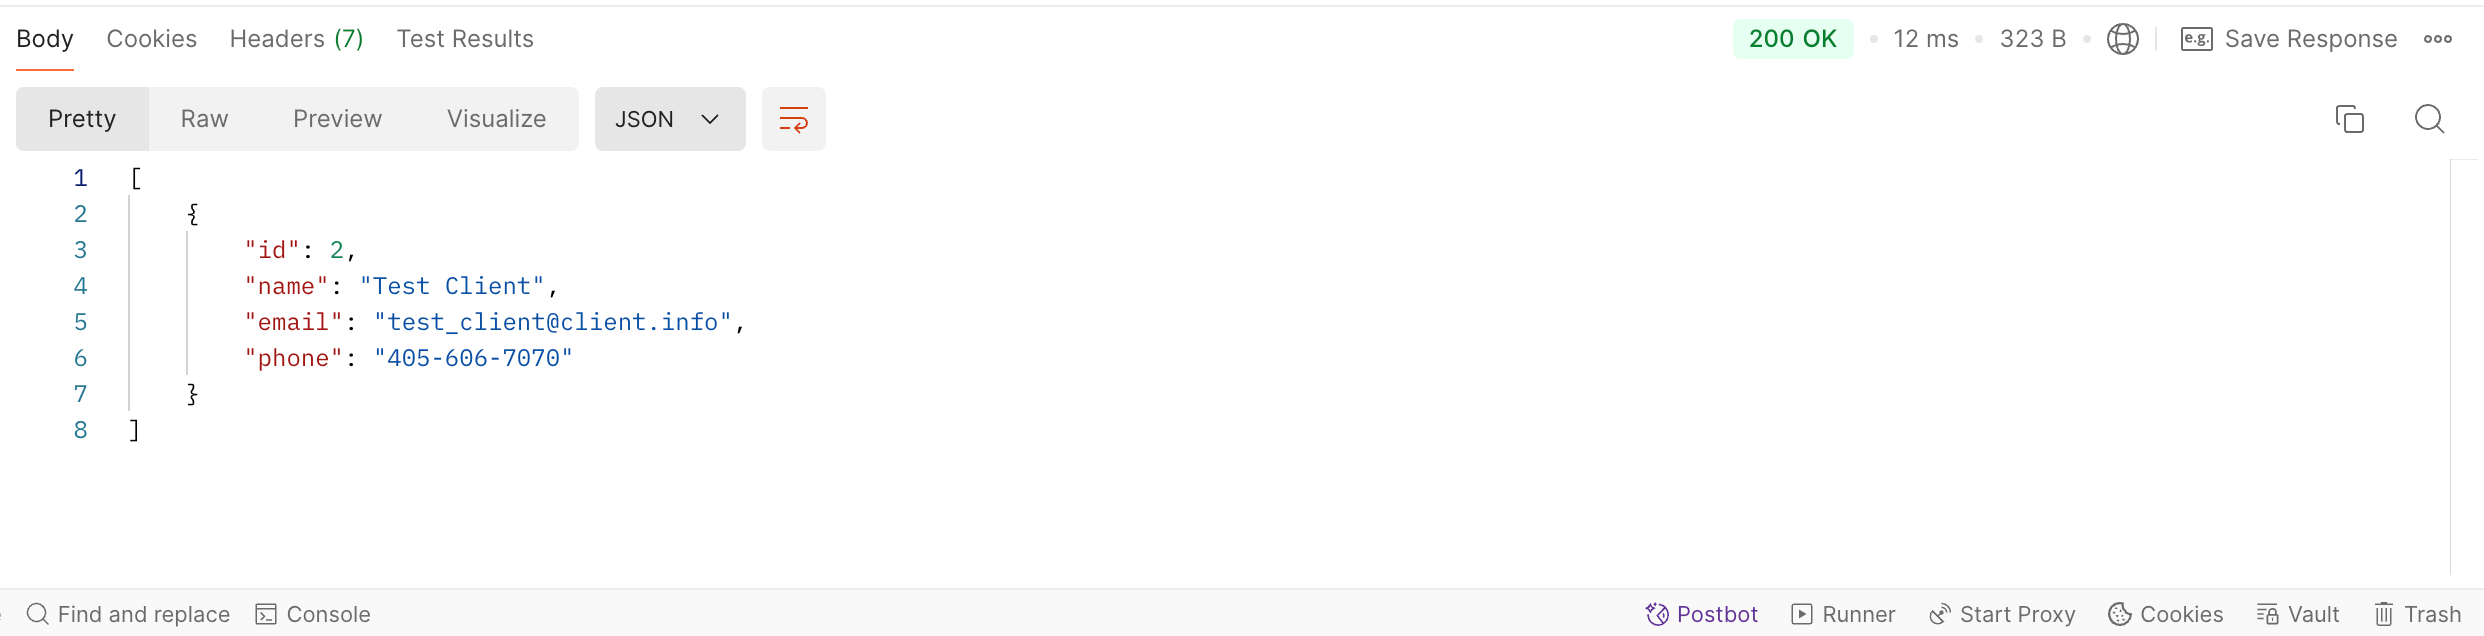 Body Cookies Headers (7) Test Results 200 OK 12 ms 323 B e.g. Save Response
Pretty Raw Preview Visualize JSON
1 [
2 {
3 "id": 2,
4 "name": "Test Client",
5 "email": "test_client@client.info",
6 "phone": "405-606-7070"
7 }
8 ]
Find and replace Console Postbot Runner Start Proxy Cookies Vault Trash